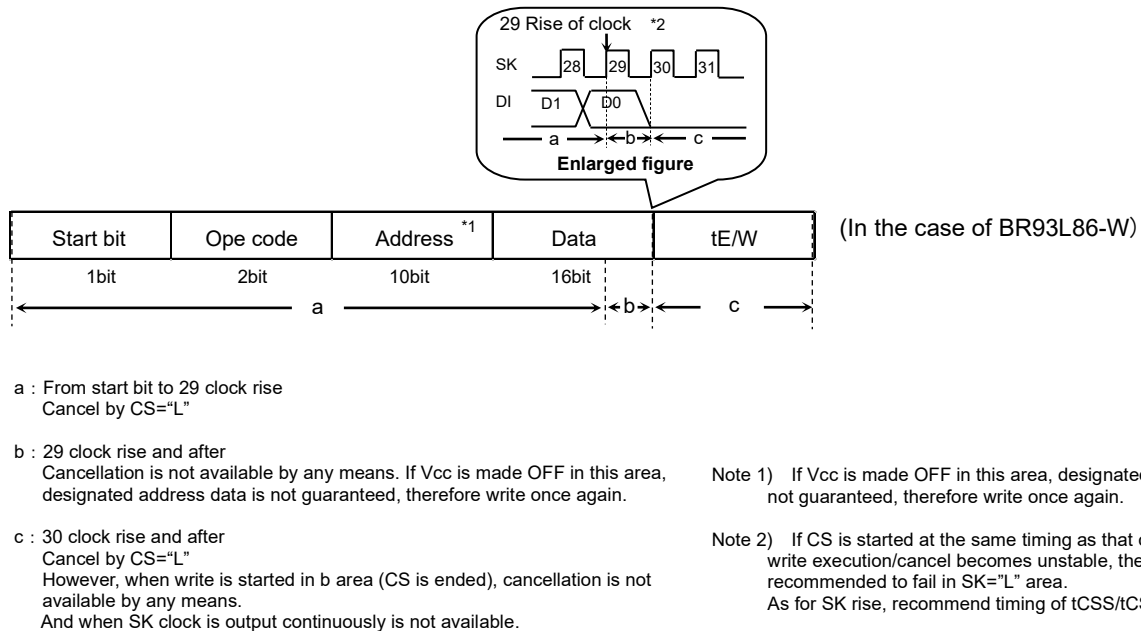 29 Rise of clock *2
SK 28 29 30 31
DI D1 D0
a b c
Enlarged figure
Start bit Ope code Address *1 Data tE/W (In the case of BR93L86-W)
1bit 2bit 10bit 16bit
a b c
a : From start bit to 29 clock rise
Cancel by CS=“L”
b : 29 clock rise and after
Cancellation is not available by any means. If Vcc is made OFF in this area,
designated address data is not guaranteed, therefore write once again.
c : 30 clock rise and after
Cancel by CS=“L”
However, when write is started in b area (CS is ended), cancellation is not
available by any means.
And when SK clock is output continuously is not available.
Note 1) If Vcc is made OFF in this area, designated
not guaranteed, therefore write once again.
Note 2) If CS is started at the same timing as that
write execution/cancel becomes unstable,
recommended to fail in SK=”L” area.
As for SK rise, recommend timing of